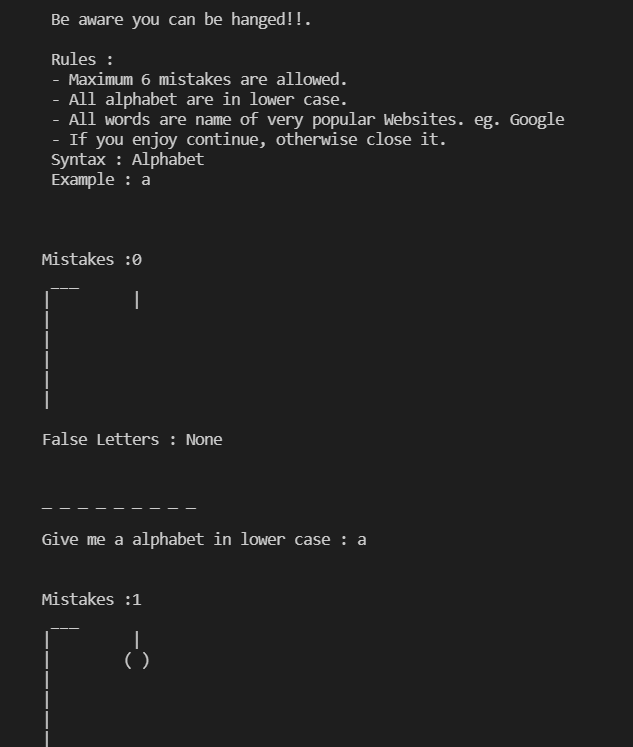 Be aware you can be hanged!!.
Rules :
- Maximum 6 mistakes are allowed.
- All alphabet are in lower case.
- All words are name of very popular Websites. eg. Google
- If you enjoy continue, otherwise close it.
Syntax : Alphabet
Example : a
Mistakes :0
 ___
|         |
|
|
|
|
|
False Letters : None
_ _ _ _ _ _ _ _ _
Give me a alphabet in lower case : a
Mistakes :1
 ___
|         |
|        ( )
|
|
|
|